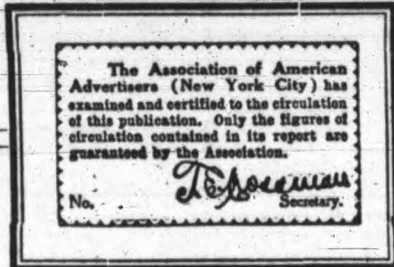 The Association of American
Advertisers (New York City) has
examined and certified to the circulation
of this publication. Only the figures of
circulation contained in its report are
guaranteed by the Association.
No. Secretary.